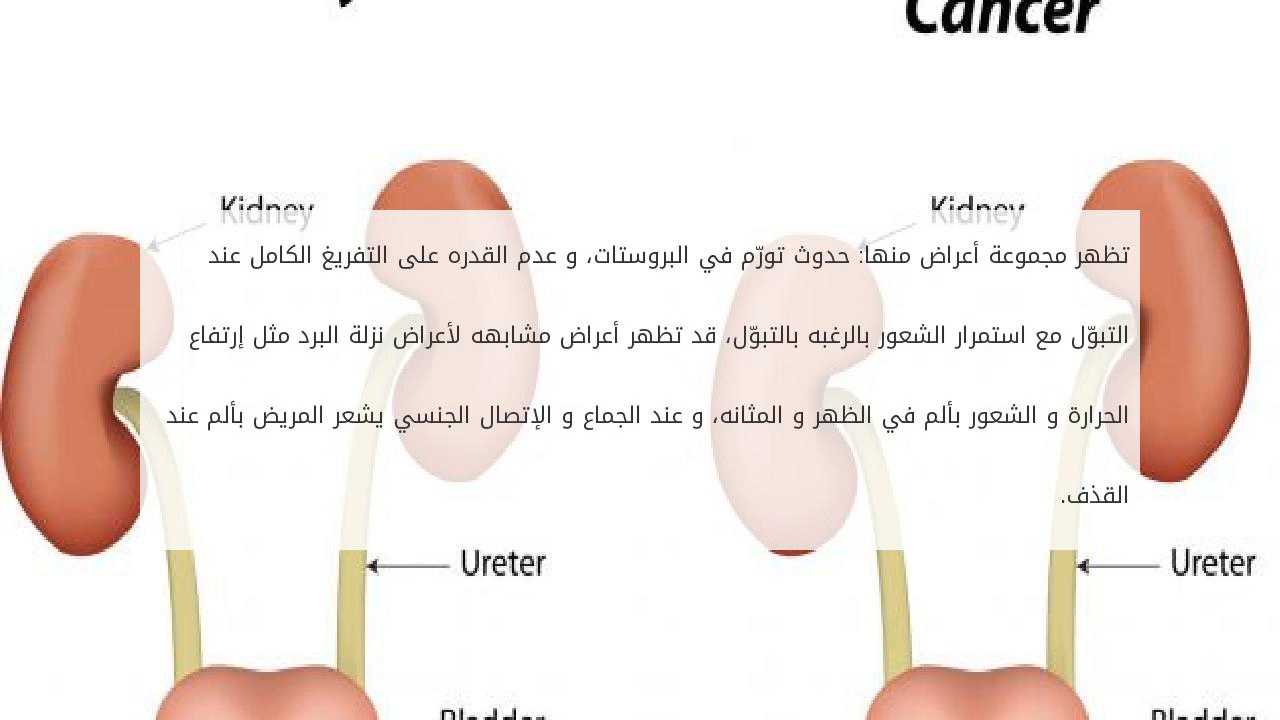 Cancer
Kidney
Kidney
تظهر مجموعة أعراض منها: حدوث تورّم في البروستات، و عدم القدره على التفريغ الكامل عند
التبوّل مع استمرار الشعور بالرغبه بالتبوّل، قد تظهر أعراض مشابهه لأعراض نزلة البرد مثل إرتفاع
الحرارة و الشعور بألم في الظهر و المثانه، و عند الجماع و الإتصال الجنسي يشعر المريض بألم عند
القذف.
Ureter
Ureter
Bladder
Bladder